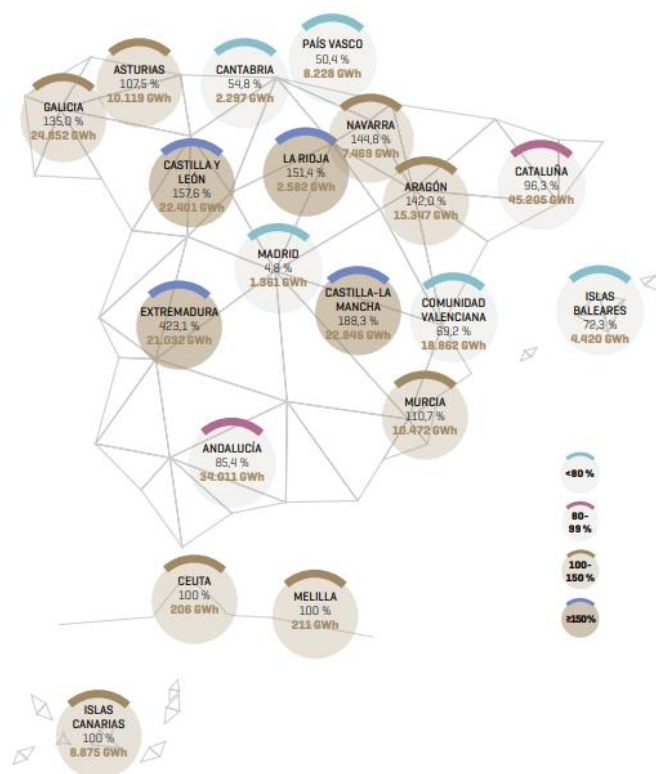 PAÍS VASCO
50,4 %
8.228 GWh
ASTURIAS
107,5 %
10.119 GWh
CANTABRIA
54,8 %
2.297 GWh
GALICIA
135,0 %
24.852 GWh
NAVARRA
144,8 %
7.469 GWh
CASTILLA Y
LEÓN
157,6 %
22.401 GWh
LA RIOJA
151,4 %
2.582 GWh
ARAGÓN
142,0 %
15.347 GWh
CATALUÑA
96,3 %
45.205 GWh
MADRID
4,8 %
1.361 GWh
EXTREMADURA
423,1 %
21.032 GWh
CASTILLA-LA
MANCHA
188,3 %
22.846 GWh
COMUNIDAD
VALENCIANA
69,2 %
18.862 GWh
ISLAS
BALEARES
72,3 %
4.420 GWh
MURCIA
110,7 %
10.472 GWh
ANDALUCÍA
85,4 %
34.011 GWh
<80 %
80-
99 %
100-
150 %
≥150 %
CEUTA
100 %
206 GWh
MELILLA
100 %
211 GWh
ISLAS
CANARIAS
100 %
8.875 GWh